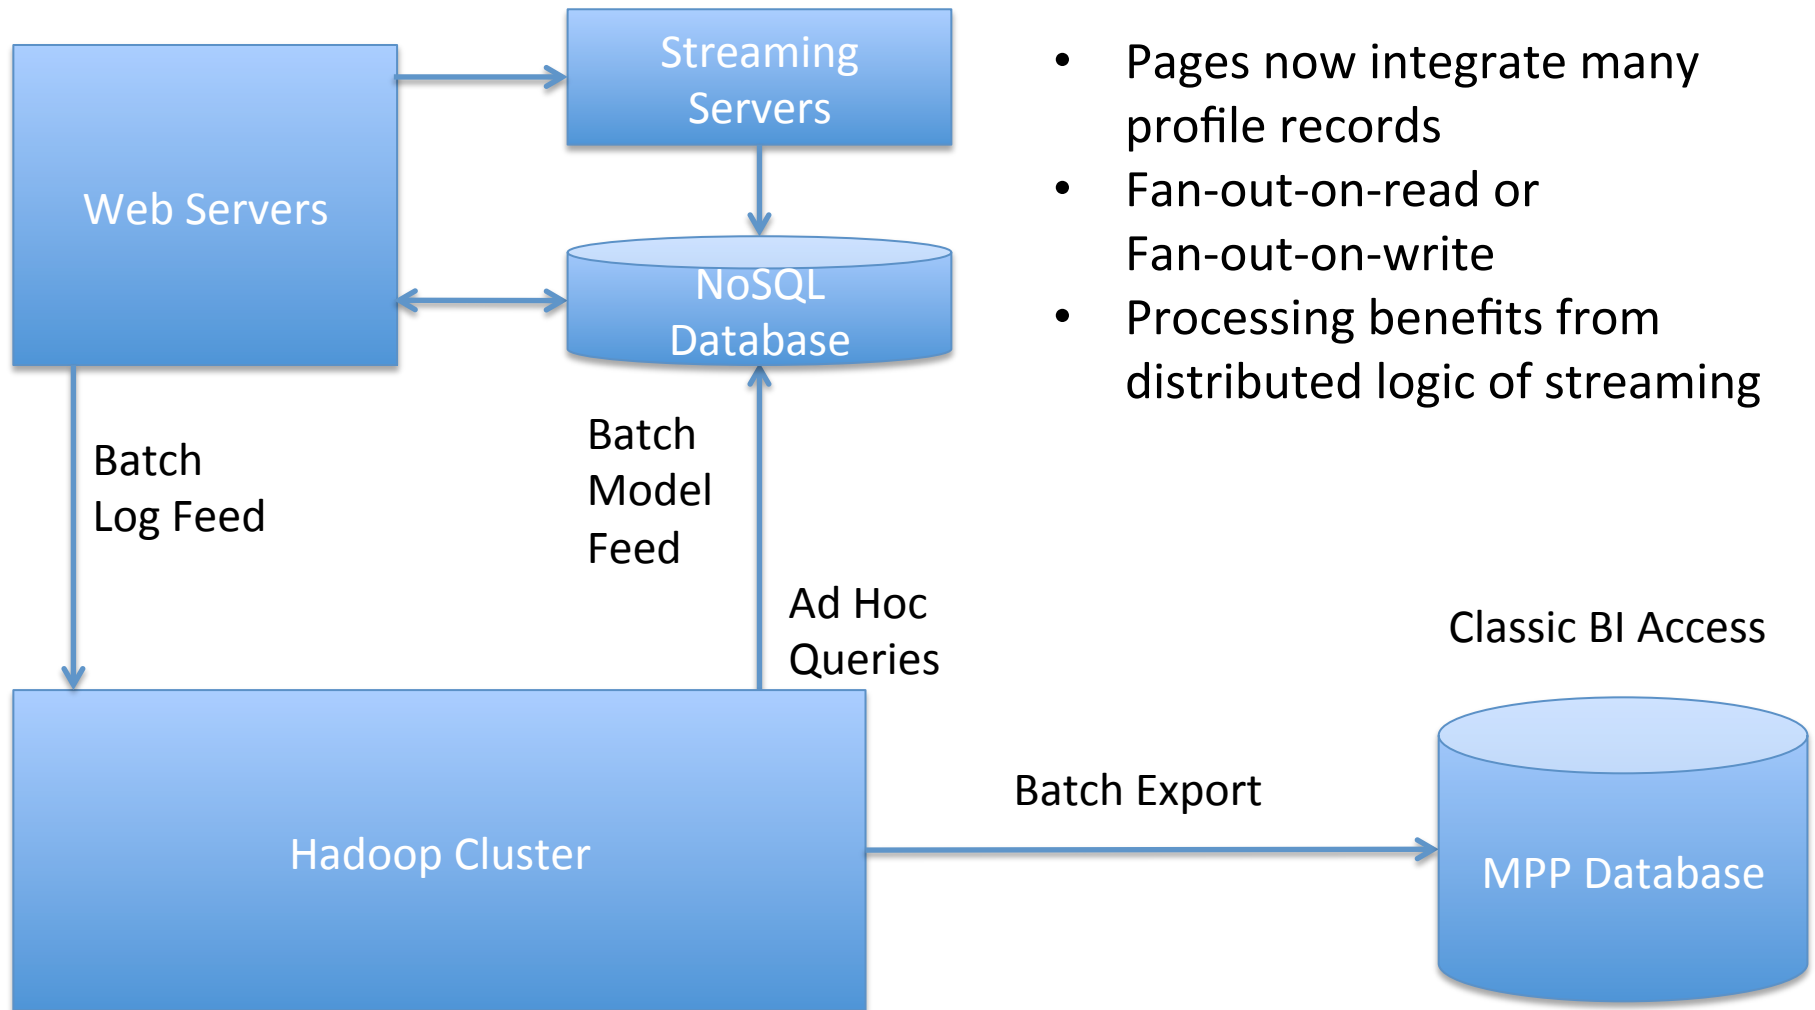 Streaming
Servers
Web Servers
NoSQL
Database
• Pages now integrate many
profile records
• Fan-out-on-read or
Fan-out-on-write
• Processing benefits from
distributed logic of streaming
Batch
Log Feed
Batch
Model
Feed
Ad Hoc
Queries
Classic BI Access
Batch Export
Hadoop Cluster
MPP Database